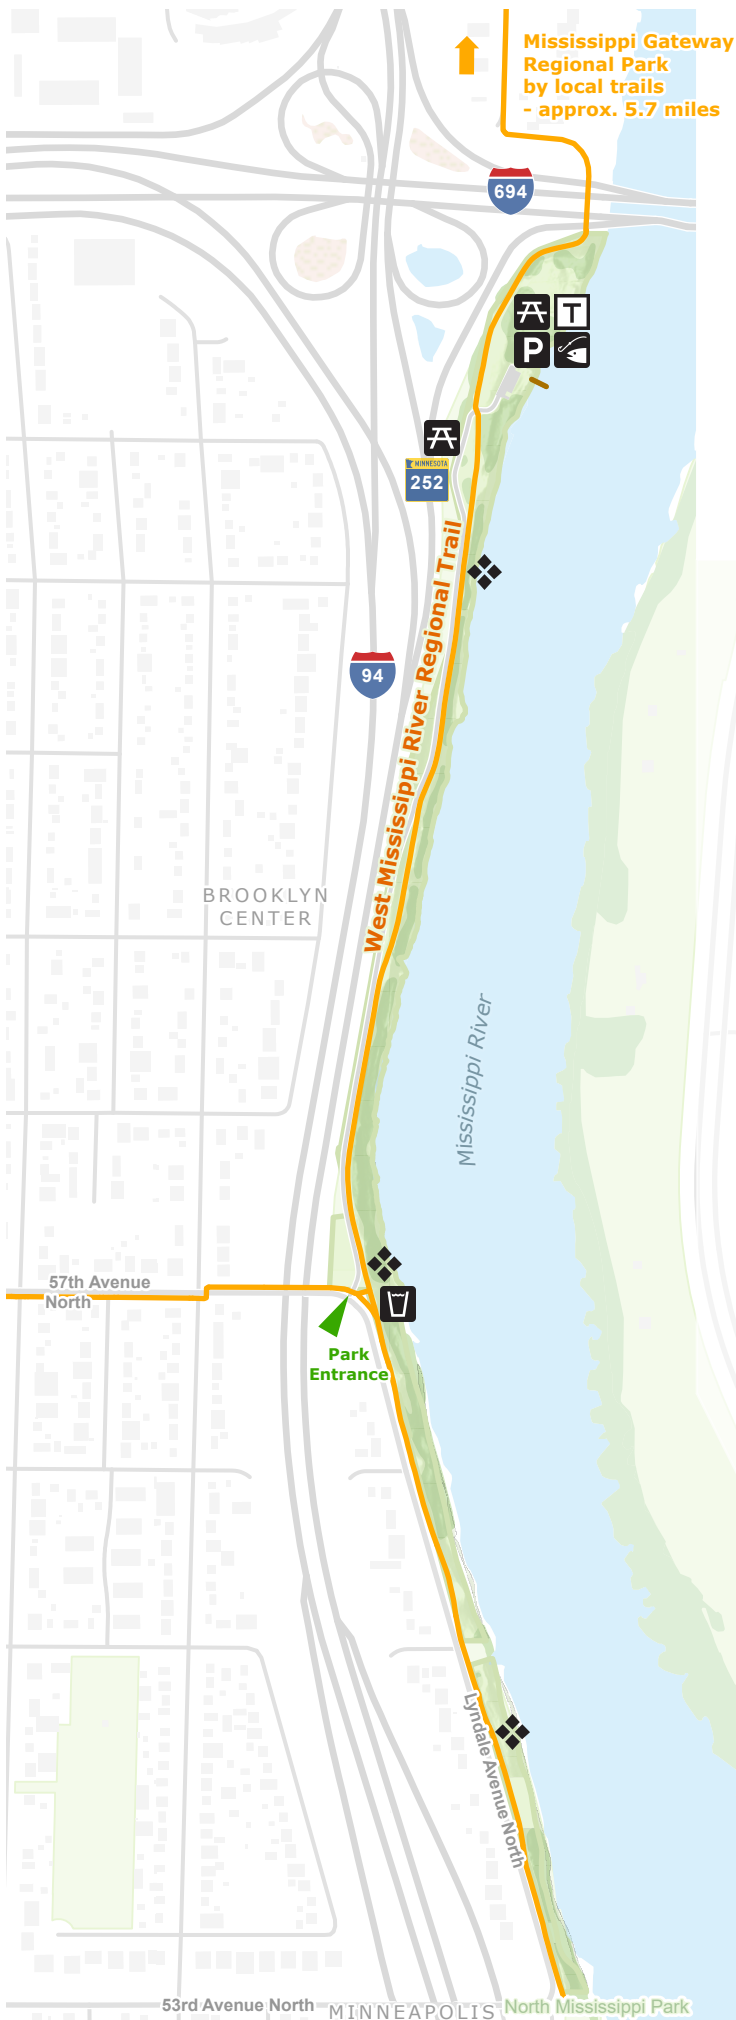 Mississippi Gateway
Regional Park
by local trails
- approx. 5.7 miles
694
T
P
MINNESOTA
252
West Mississippi River Regional Trail
94
BROOKLYN
CENTER
Mississippi River
57th Avenue
North
Park
Entrance
Lyndale Avenue North
53rd Avenue North
MINNEAPOLIS
North Mississippi Park